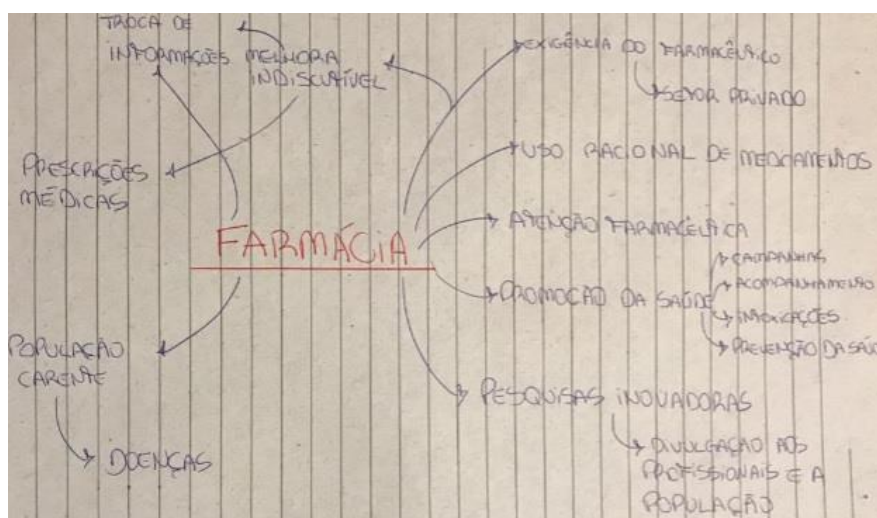 TROCA DE
INFORMAÇÕES
MELHORA
INDISCUTÍVEL
PRESCRIÇÕES
MÉDICAS
FARMÁCIA
POPULAÇÃO
CARENTE
DOENÇAS
EXIGÊNCIA DO FARMACÊUTICO
SETOR PRIVADO
USO RACIONAL DE MEDICAMENTOS
ATENÇÃO FARMACÊUTICA
PROMOÇÃO DA SAÚDE
CAMPANHAS
ACOMPANHAMENTO
INTOXICAÇÕES
PREVENÇÃO DA SAÚ
PESQUISAS INOVADORAS
DIVULGAÇÃO AOS
PROFISSIONAIS E A
POPULAÇÃO